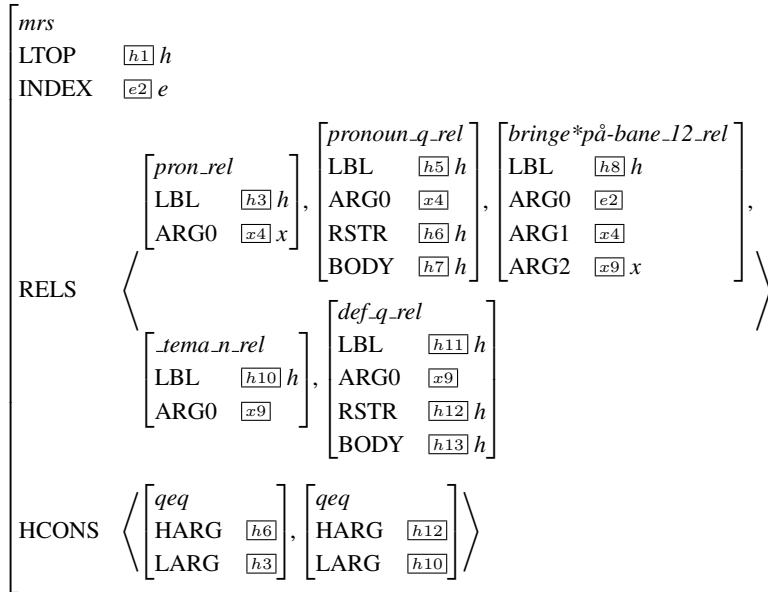 mrs
LTOP h1 h
INDEX e2 e
RELS
pron_rel
LBL h3 h
ARG0 x4 x
,
pronoun_q_rel
LBL h5 h
ARG0 x4
RSTR h6 h
BODY h7 h
,
bringe*på-bane_12_rel
LBL h8 h
ARG0 e2
ARG1 x4
ARG2 x9 x
,
_tema_n_rel
LBL h10 h
ARG0 x9
,
def_q_rel
LBL h11 h
ARG0 x9
RSTR h12 h
BODY h13 h
HCONS
qeq
HARG h6
LARG h3
,
qeq
HARG h12
LARG h10